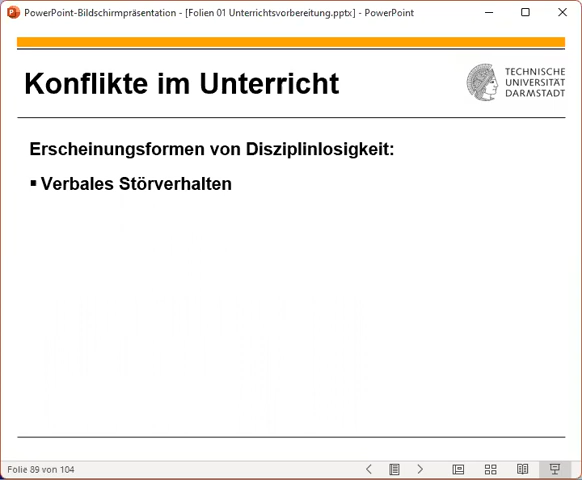 PowerPoint-Bildschirmpräsentation - [Folien 01 Unterrichtsvorbereitung.pptx] - PowerPoint
Konflikte im Unterricht
TECHNISCHE
UNIVERSITÄT
DARMSTADT
Erscheinungsformen von Disziplinlosigkeit:
▪ Verbales Störverhalten
Folie 89 von 104